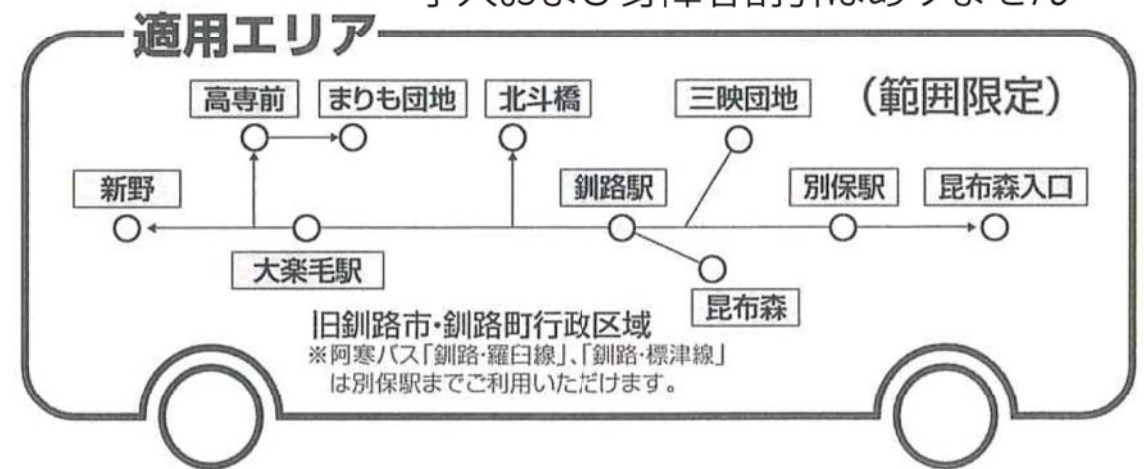 適用エリア
高専前 まりも団地 北斗橋 三映団地 (範囲限定)
新野 釧路駅 別保駅 昆布森入口
大楽毛駅 昆布森
旧釧路市・釧路町行政区域
※阿寒バス「釧路・羅臼線」、「釧路・標津線」
は別保駅までご利用いただけます。